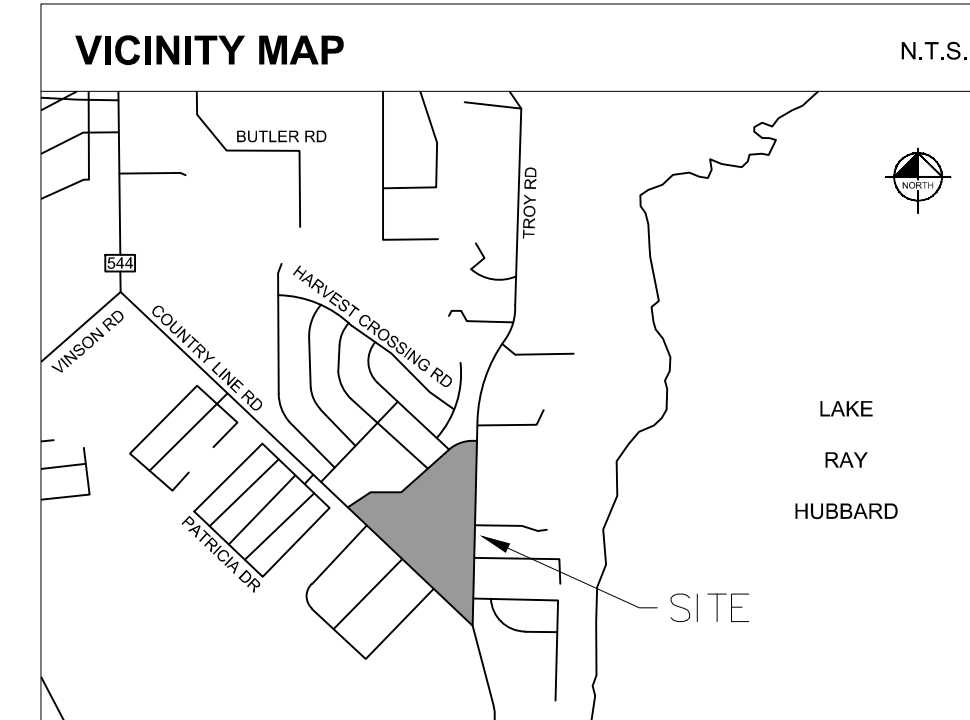 VICINITY MAP
N.T.S.
BUTLER RD
TROY RD
NORTH
544
HARVEST CROSSING RD
VINSON RD
COUNTRY LINE RD
LAKE
RAY
HUBBARD
PATRICIA DR
SITE